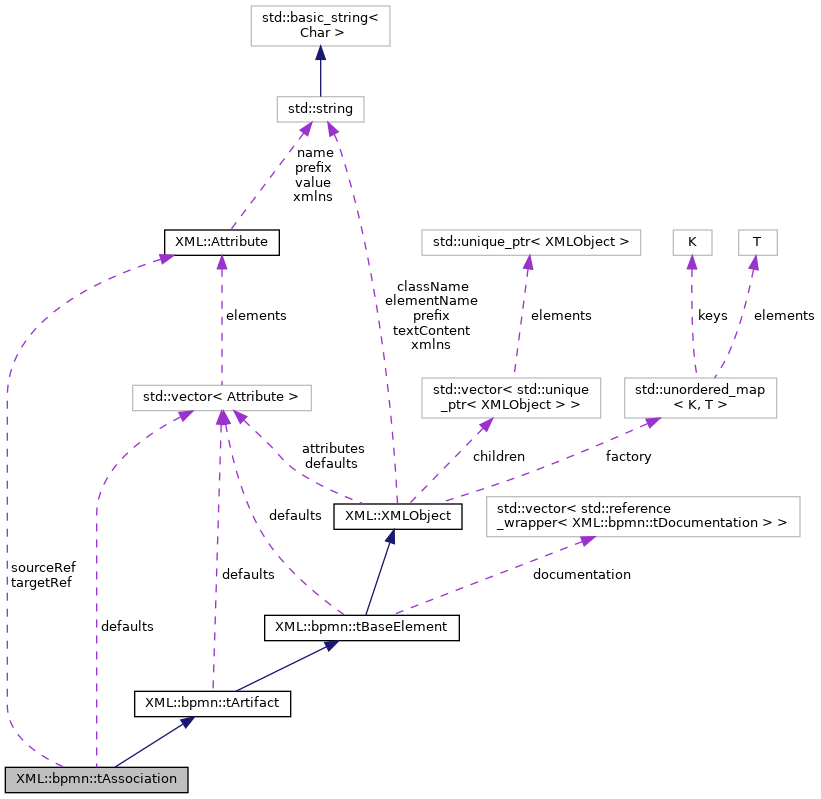 std::basic_string<
Char >
std::string
name
prefix
value
xmlns
XML::Attribute
std::unique_ptr< XMLObject >
K
T
className
elementName
prefix
textContent
xmlns
elements
elements
keys
elements
std::vector< Attribute >
std::vector< std::unique
_ptr< XMLObject > >
std::unordered_map
< K, T >
attributes
defaults
children
factory
XML::XMLObject
std::vector< std::reference
_wrapper< XML::bpmn::tDocumentation > >
defaults
sourceRef
targetRef
defaults
documentation
defaults
XML::bpmn::tBaseElement
XML::bpmn::tArtifact
XML::bpmn::tAssociation